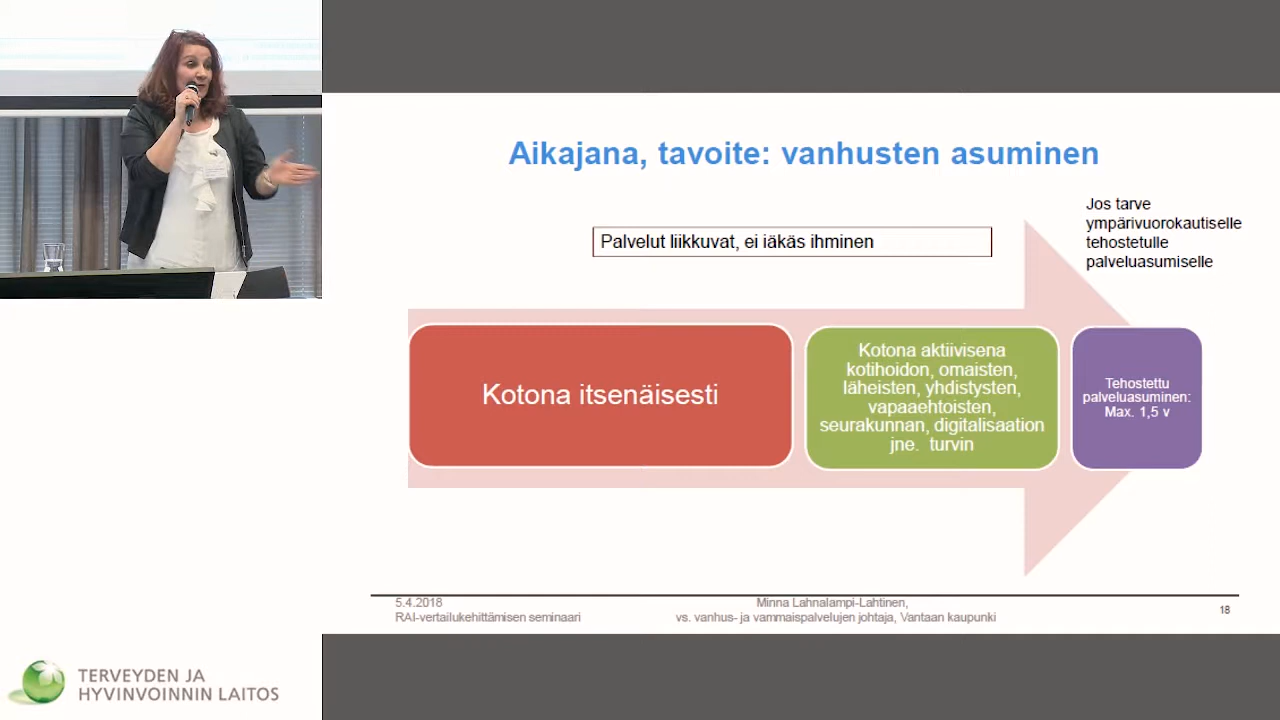 Aikajana, tavoite: vanhusten asuminen
Jos tarve
ympärivuorokautiselle
tehostetulle
palveluasumiselle
Palvelut liikkuvat, ei iäkäs ihminen
Kotona itsenäisesti
Kotona aktiivisena
kotihoidon, omaisten,
läheisten, yhdistysten,
vapaaehtoisten,
seurakunnan, digitalisaation
jne. turvin
Tehostettu
palveluasuminen:
Max. 1,5 v
5.4.2018
RAI-vertailukehittämisen seminaari
Minna Lahnalampi-Lahtinen,
vs. vanhus- ja vammaispalvelujen johtaja, Vantaan kaupunki
18
TERVEYDEN JA
HYVINVOINNIN LAITOS